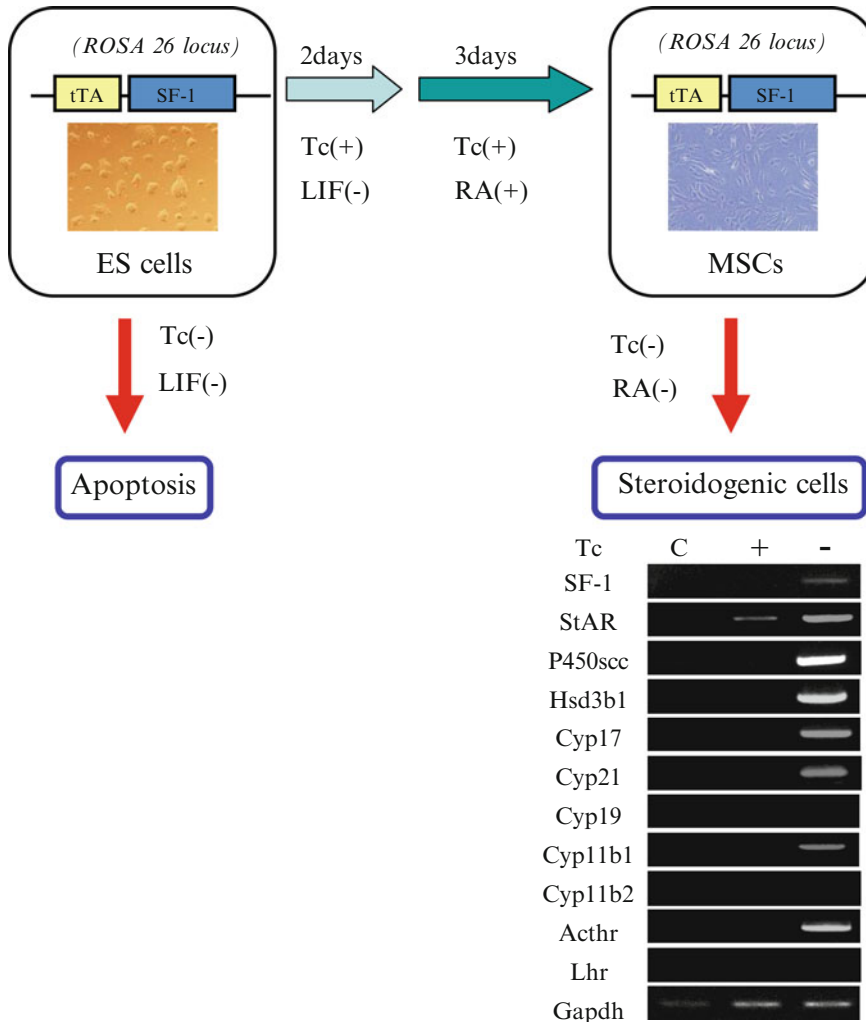 (ROSA 26 locus)
tTA SF-1
ES cells
2days
Tc(+)
LIF(-)
3days
Tc(+)
RA(+)
(ROSA 26 locus)
tTA SF-1
MSCs
Tc(-)
LIF(-)
Apoptosis
Tc(-)
RA(-)
Steroidogenic cells
Tc C + -
SF-1
StAR
P450scc
Hsd3b1
Cyp17
Cyp21
Cyp19
Cyp11b1
Cyp11b2
Acthr
Lhr
Gapdh